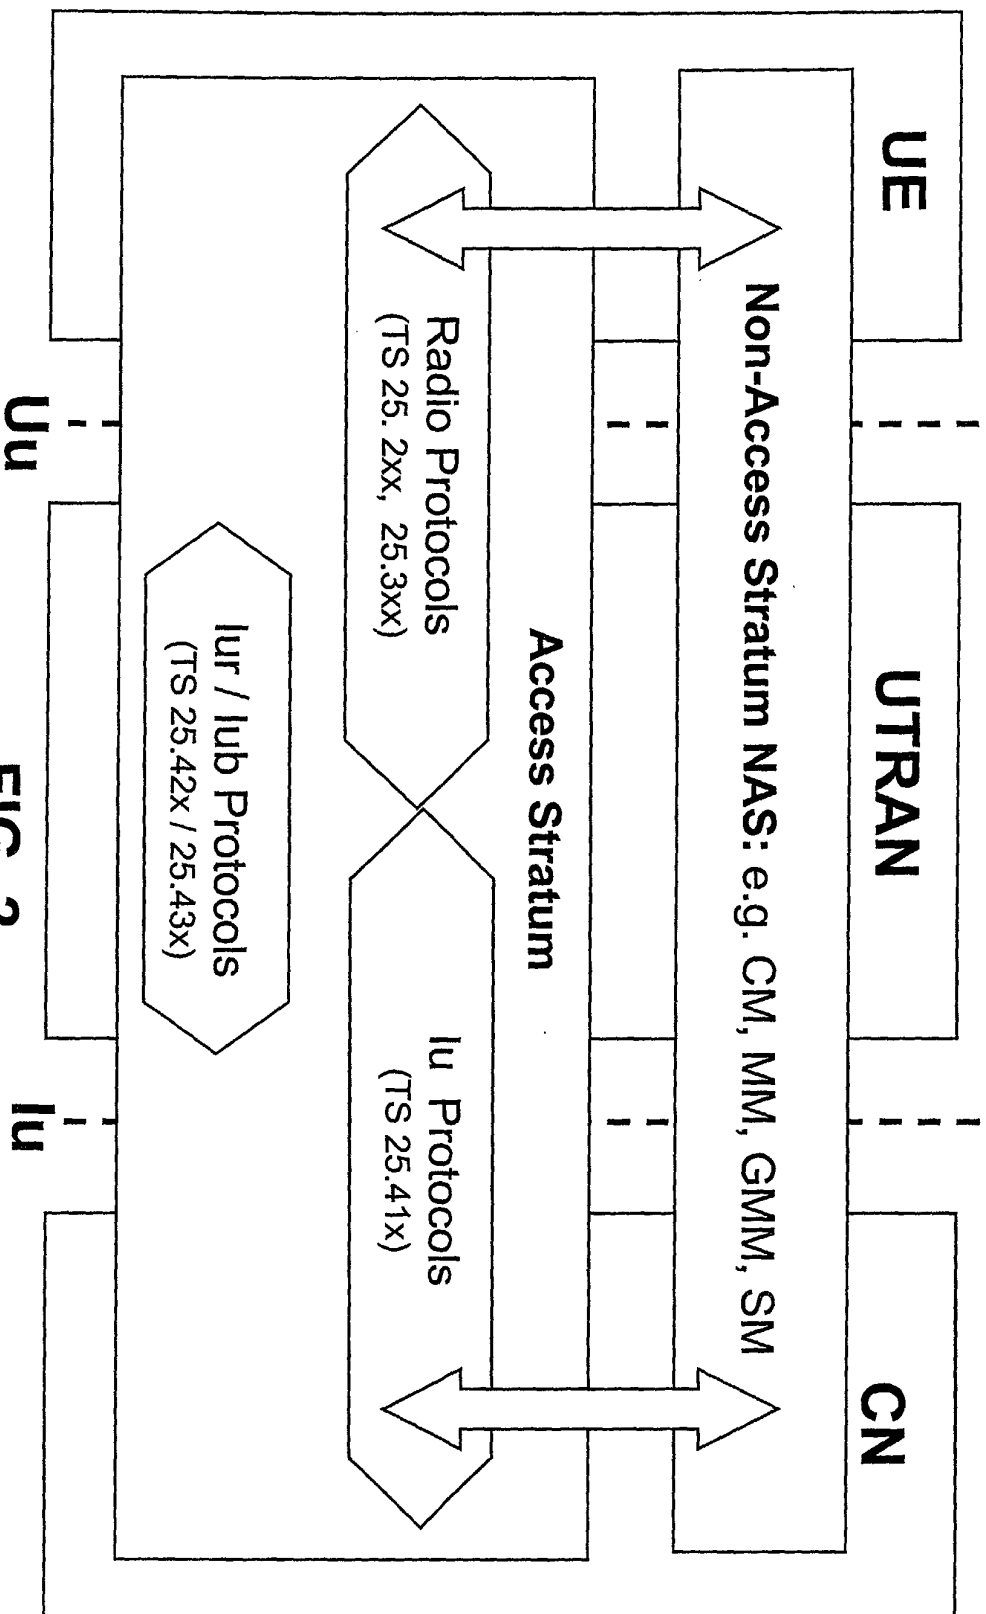 UE
UTRAN
CN
Non-Access Stratum NAS: e.g. CM, MM, GMM, SM
Access Stratum
Radio Protocols
(TS 25. 2xx, 25.3xx)
Iu Protocols
(TS 25.41x)
Iur / Iub Protocols
(TS 25.42x / 25.43x)
Uu
Iu